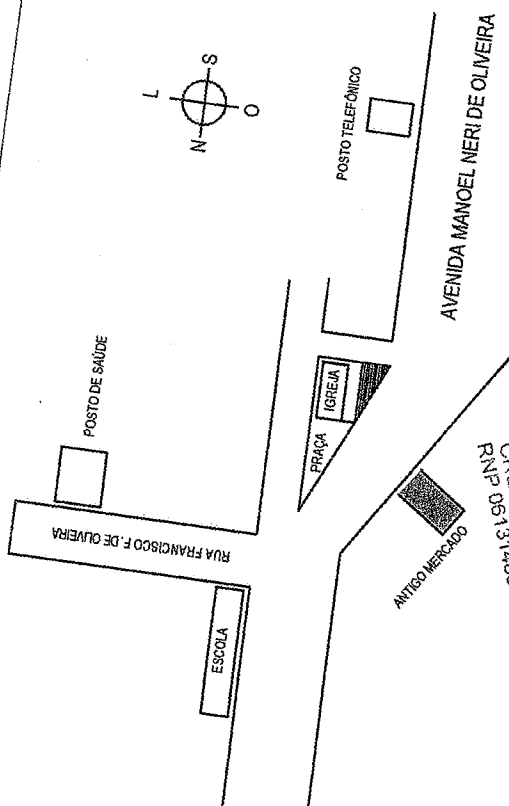 L
S
N
O
POSTO TELEFÔNICO
AVENIDA MANOEL NERI DE OLIVEIRA
POSTO DE SAÚDE
IGREJA
PRAÇA
RUA FRANCISCO F. DE OLIVEIRA
ESCOLA
ANTIGO MERCADO
RNP